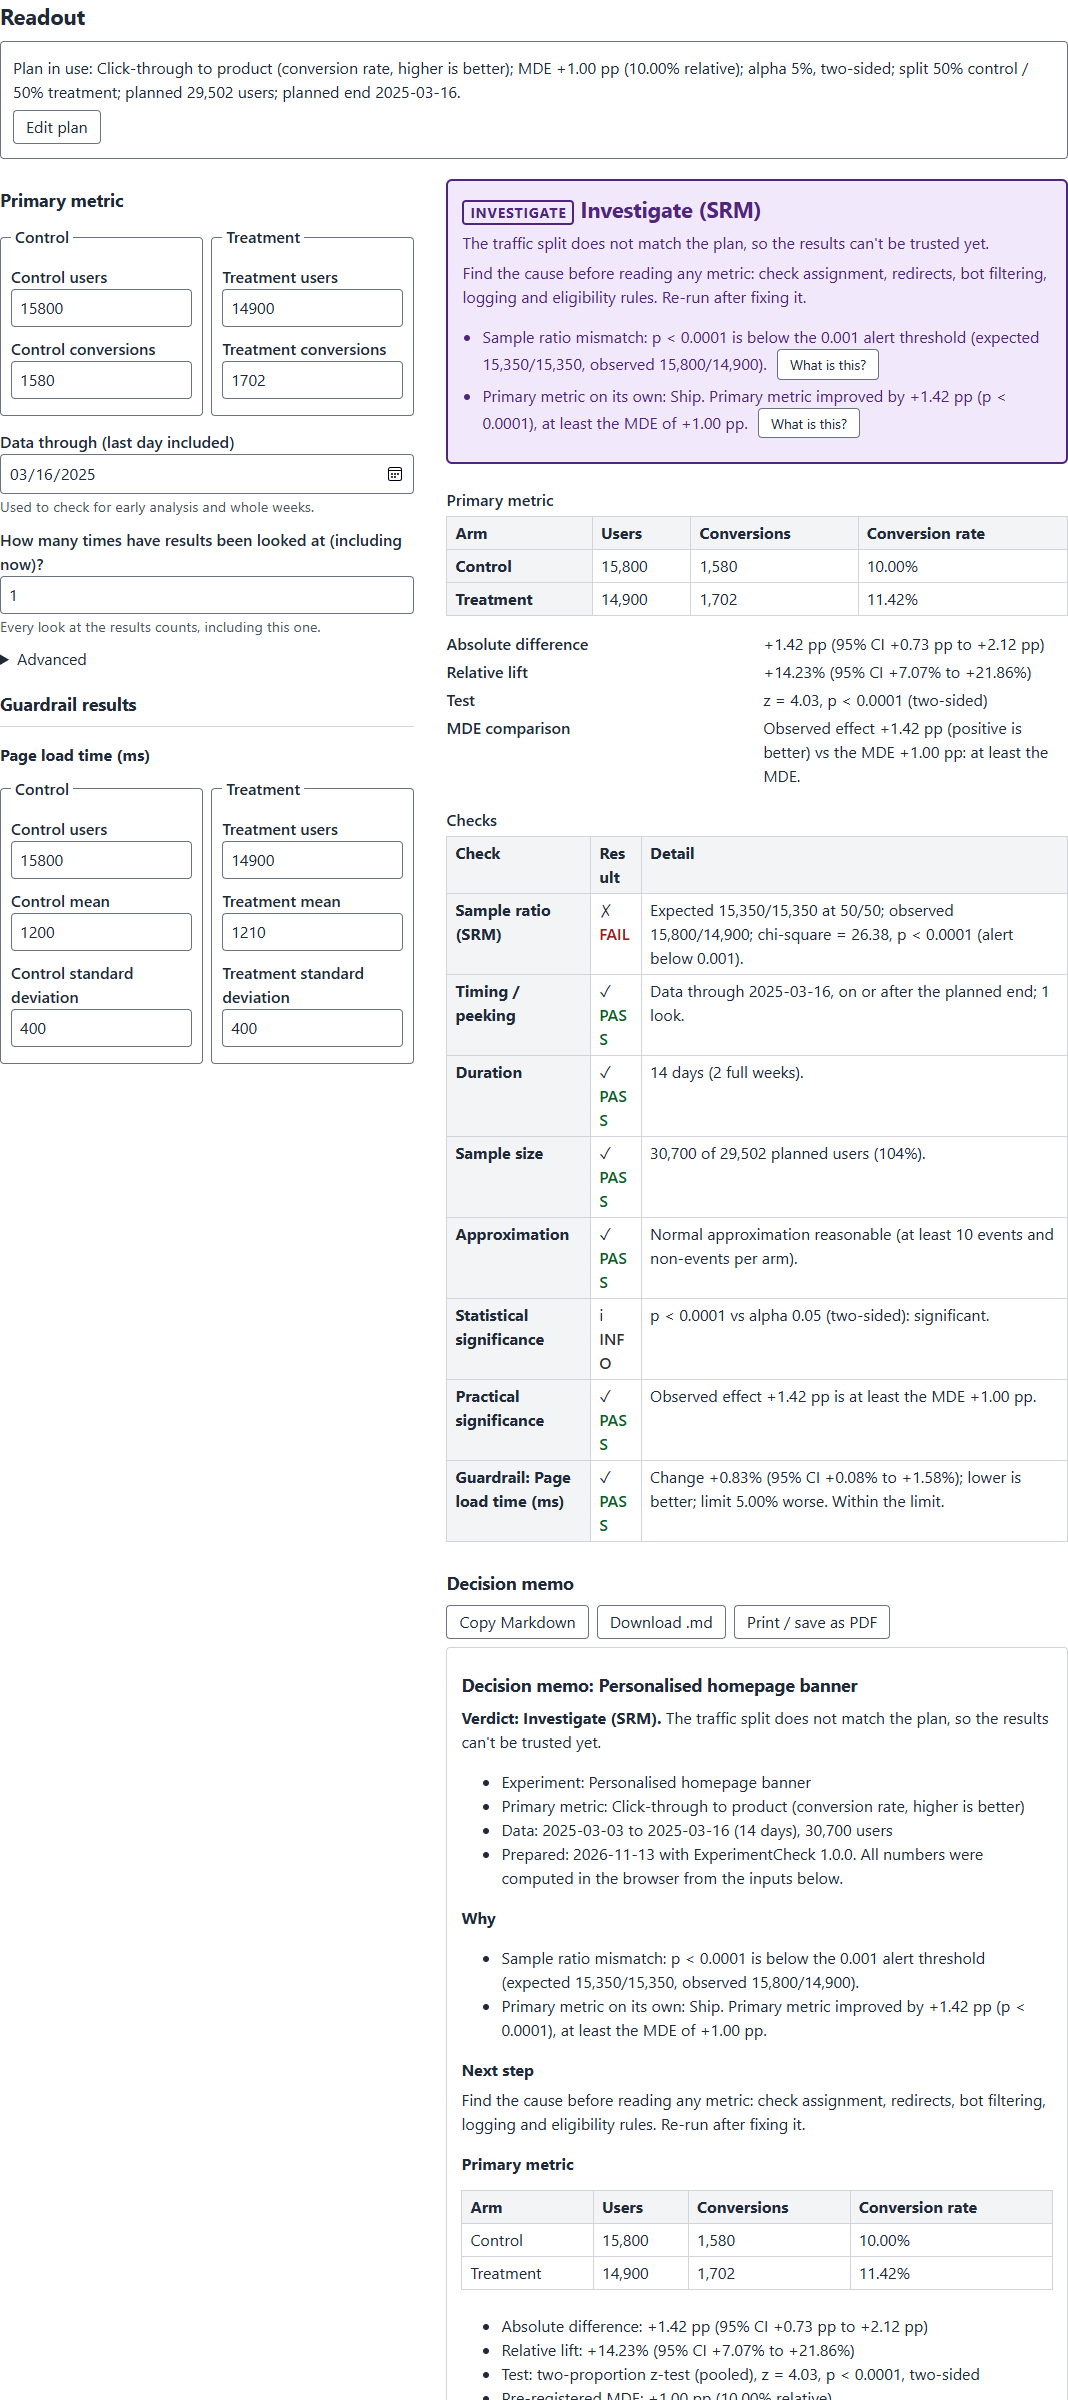 Readout
Plan in use: Click-through to product (conversion rate, higher is better); MDE +1.00 pp (10.00% relative); alpha 5%, two-sided; split 50% control /
50% treatment; planned 29,502 users; planned end 2025-03-16.
Edit plan
Primary metric
Control
Control users
15800
Control conversions
1580
Treatment
Treatment users
14900
Treatment conversions
1702
Data through (last day included)
03/16/2025
Used to check for early analysis and whole weeks.
How many times have results been looked at (including
now)?
1
Every look at the results counts, including this one.
Advanced
Guardrail results
Page load time (ms)
Control
Control users
15800
Control mean
1200
Control standard
deviation
400
Treatment
Treatment users
14900
Treatment mean
1210
Treatment standard
deviation
400
INVESTIGATE Investigate (SRM)
The traffic split does not match the plan, so the results can't be trusted yet.
Find the cause before reading any metric: check assignment, redirects, bot filtering,
logging and eligibility rules. Re-run after fixing it.
• Sample ratio mismatch: p < 0.0001 is below the 0.001 alert threshold (expected
15,350/15,350, observed 15,800/14,900). What is this?
• Primary metric on its own: Ship. Primary metric improved by +1.42 pp (p <
0.0001), at least the MDE of +1.00 pp. What is this?
Primary metric
Arm Users Conversions Conversion rate
Control 15,800 1,580 10.00%
Treatment 14,900 1,702 11.42%
Absolute difference +1.42 pp (95% CI +0.73 pp to +2.12 pp)
Relative lift +14.23% (95% CI +7.07% to +21.86%)
Test z = 4.03, p < 0.0001 (two-sided)
MDE comparison Observed effect +1.42 pp (positive is
better) vs the MDE +1.00 pp: at least the
MDE.
Checks
Check Res
ult Detail
Sample ratio
(SRM)
✗
FAIL
Expected 15,350/15,350 at 50/50; observed
15,800/14,900; chi-square = 26.38, p < 0.0001 (alert
below 0.001).
Timing /
peeking
✓
PAS
S
Data through 2025-03-16, on or after the planned end; 1
look.
Duration
✓
PAS
S
14 days (2 full weeks).
Sample size
✓
PAS
S
30,700 of 29,502 planned users (104%).
Approximation
✓
PAS
S
Normal approximation reasonable (at least 10 events and
non-events per arm).
Statistical
significance
i
INF
O
p < 0.0001 vs alpha 0.05 (two-sided): significant.
Practical
significance
✓
PAS
S
Observed effect +1.42 pp is at least the MDE +1.00 pp.
Guardrail: Page
load time (ms)
✓
PAS
S
Change +0.83% (95% CI +0.08% to +1.58%); lower is
better; limit 5.00% worse. Within the limit.
Decision memo
Copy Markdown Download .md Print / save as PDF
Decision memo: Personalised homepage banner
Verdict: Investigate (SRM). The traffic split does not match the plan, so the results
can't be trusted yet.
• Experiment: Personalised homepage banner
• Primary metric: Click-through to product (conversion rate, higher is better)
• Data: 2025-03-03 to 2025-03-16 (14 days), 30,700 users
• Prepared: 2026-11-13 with ExperimentCheck 1.0.0. All numbers were
computed in the browser from the inputs below.
Why
• Sample ratio mismatch: p < 0.0001 is below the 0.001 alert threshold
(expected 15,350/15,350, observed 15,800/14,900).
• Primary metric on its own: Ship. Primary metric improved by +1.42 pp (p <
0.0001), at least the MDE of +1.00 pp.
Next step
Find the cause before reading any metric: check assignment, redirects, bot filtering,
logging and eligibility rules. Re-run after fixing it.
Primary metric
Arm Users Conversions Conversion rate
Control 15,800 1,580 10.00%
Treatment 14,900 1,702 11.42%
• Absolute difference: +1.42 pp (95% CI +0.73 pp to +2.12 pp)
• Relative lift: +14.23% (95% CI +7.07% to +21.86%)
• Test: two-proportion z-test (pooled), z = 4.03, p < 0.0001, two-sided
• Pre-registered MDE: +1.00 pp (10.00% relative)